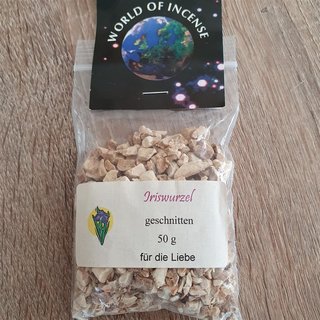 WORLD OF INCENSE
Iriswurzel
geschnitten
50 g
für die Liebe